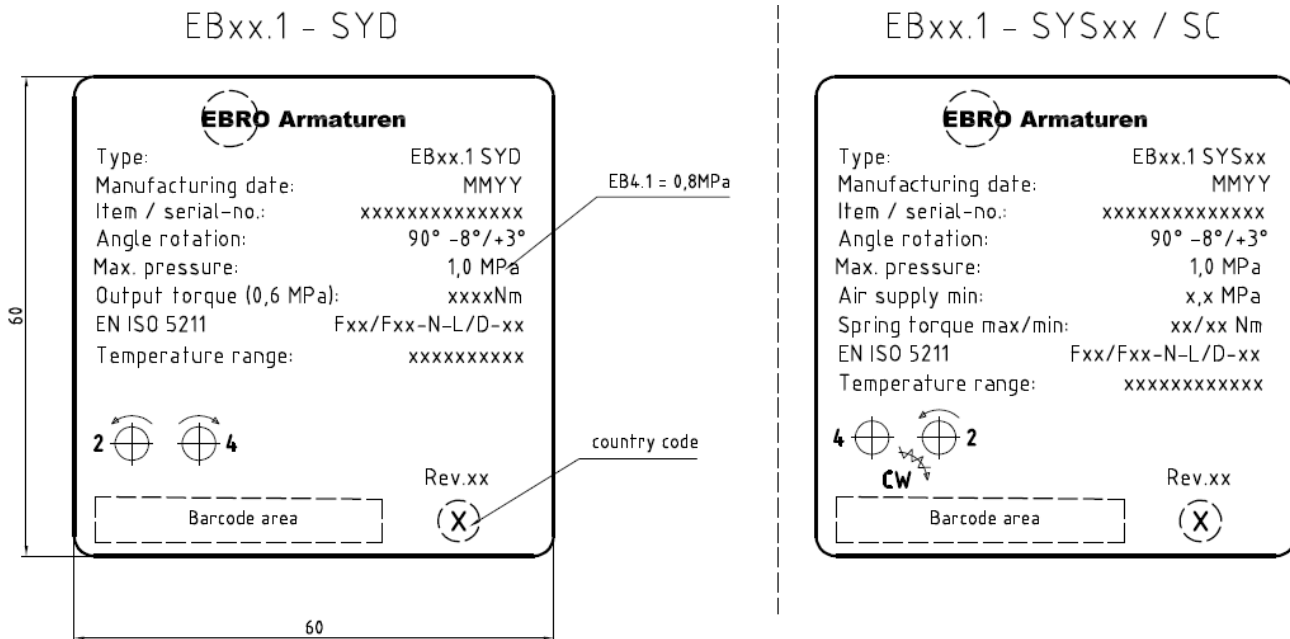 EBxx.1 - SYD
EBRO Armaturen
Type: EBxx.1 SYD
Manufacturing date: MMYY
Item / serial-no.: xxxxxxxxxxxxxx
Angle rotation: 90° -8°/+3°
Max. pressure: 1,0 MPa
Output torque (0,6 MPa): xxxxNm
EN ISO 5211 Fxx/Fxx-N-L/D-xx
Temperature range: xxxxxxxxxx
2 4
Rev.xx
Barcode area X
60
60
EB4.1 = 0,8MPa
country code
EBxx.1 - SYSxx / SC
EBRO Armaturen
Type: EBxx.1 SYSxx
Manufacturing date: MMYY
Item / serial-no.: xxxxxxxxxxxxxx
Angle rotation: 90° -8°/+3°
Max. pressure: 1,0 MPa
Air supply min: x,x MPa
Spring torque max/min: xx/xx Nm
EN ISO 5211 Fxx/Fxx-N-L/D-xx
Temperature range: xxxxxxxxxxxx
4 2
CW
Rev.xx
Barcode area X